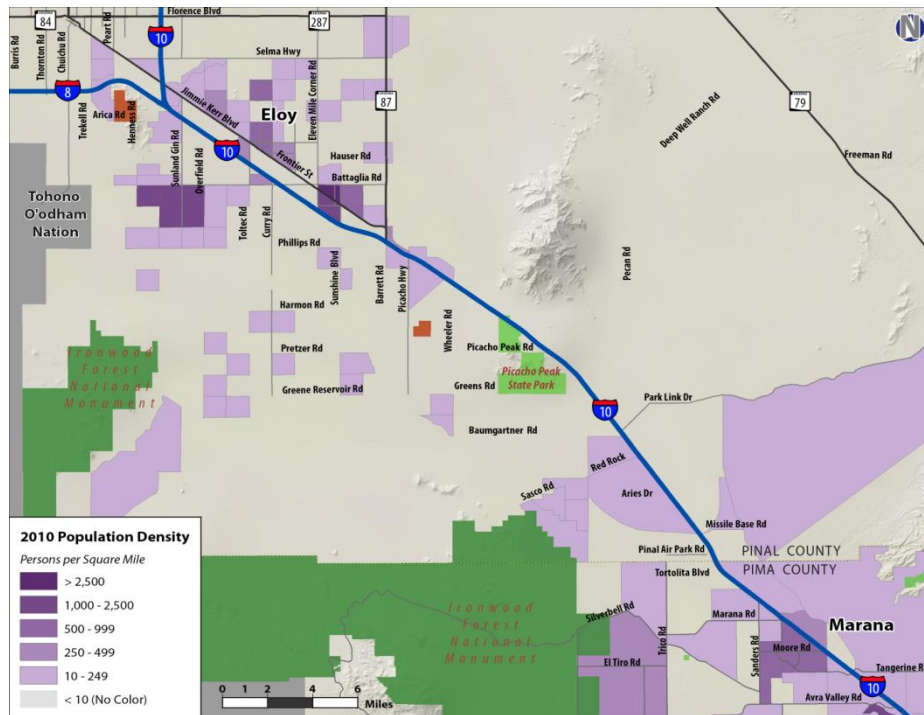 84
Peart Rd
Florence Blvd
10
287
N
Burris Rd
Thornton Rd
Chuichu Rd
Selma Hwy
8
Trekell Rd
Arica Rd
Henness Rd
Jimmie Kerr Blvd
Eloy
Eleven Mile Corner Rd
87
79
Deep Well Ranch Rd
Freeman Rd
Sunland Gin Rd
Overfield Rd
10
Frontier St
Hauser Rd
Battaglia Rd
Tohono
O'odham
Nation
Toltec Rd
Curry Rd
Phillips Rd
Sunshine Blvd
Barrett Rd
Picacho Hwy
Pecan Rd
Harmon Rd
Wheeler Rd
Pretzer Rd
Picacho Peak Rd
Ironwood
Forest
National
Monument
Picacho Peak
State Park
Greene Reservoir Rd
Greens Rd
10
Park Link Dr
Baumgartner Rd
Red Rock
Sasco Rd
Aries Dr
Missile Base Rd
Pinal Air Park Rd
PINAL COUNTY
PIMA COUNTY
Tortolita Blvd
2010 Population Density
Persons per Square Mile
> 2,500
1,000 - 2,500
500 - 999
250 - 499
10 - 249
< 10 (No Color)
Ironwood
Forest
National
Monument
Silverbell Rd
Trico Rd
Marana Rd
Sanders Rd
Marana
Moore Rd
El Tiro Rd
Tangerine R
10
Avra Valley Rd
0 1 2 4 6
Miles